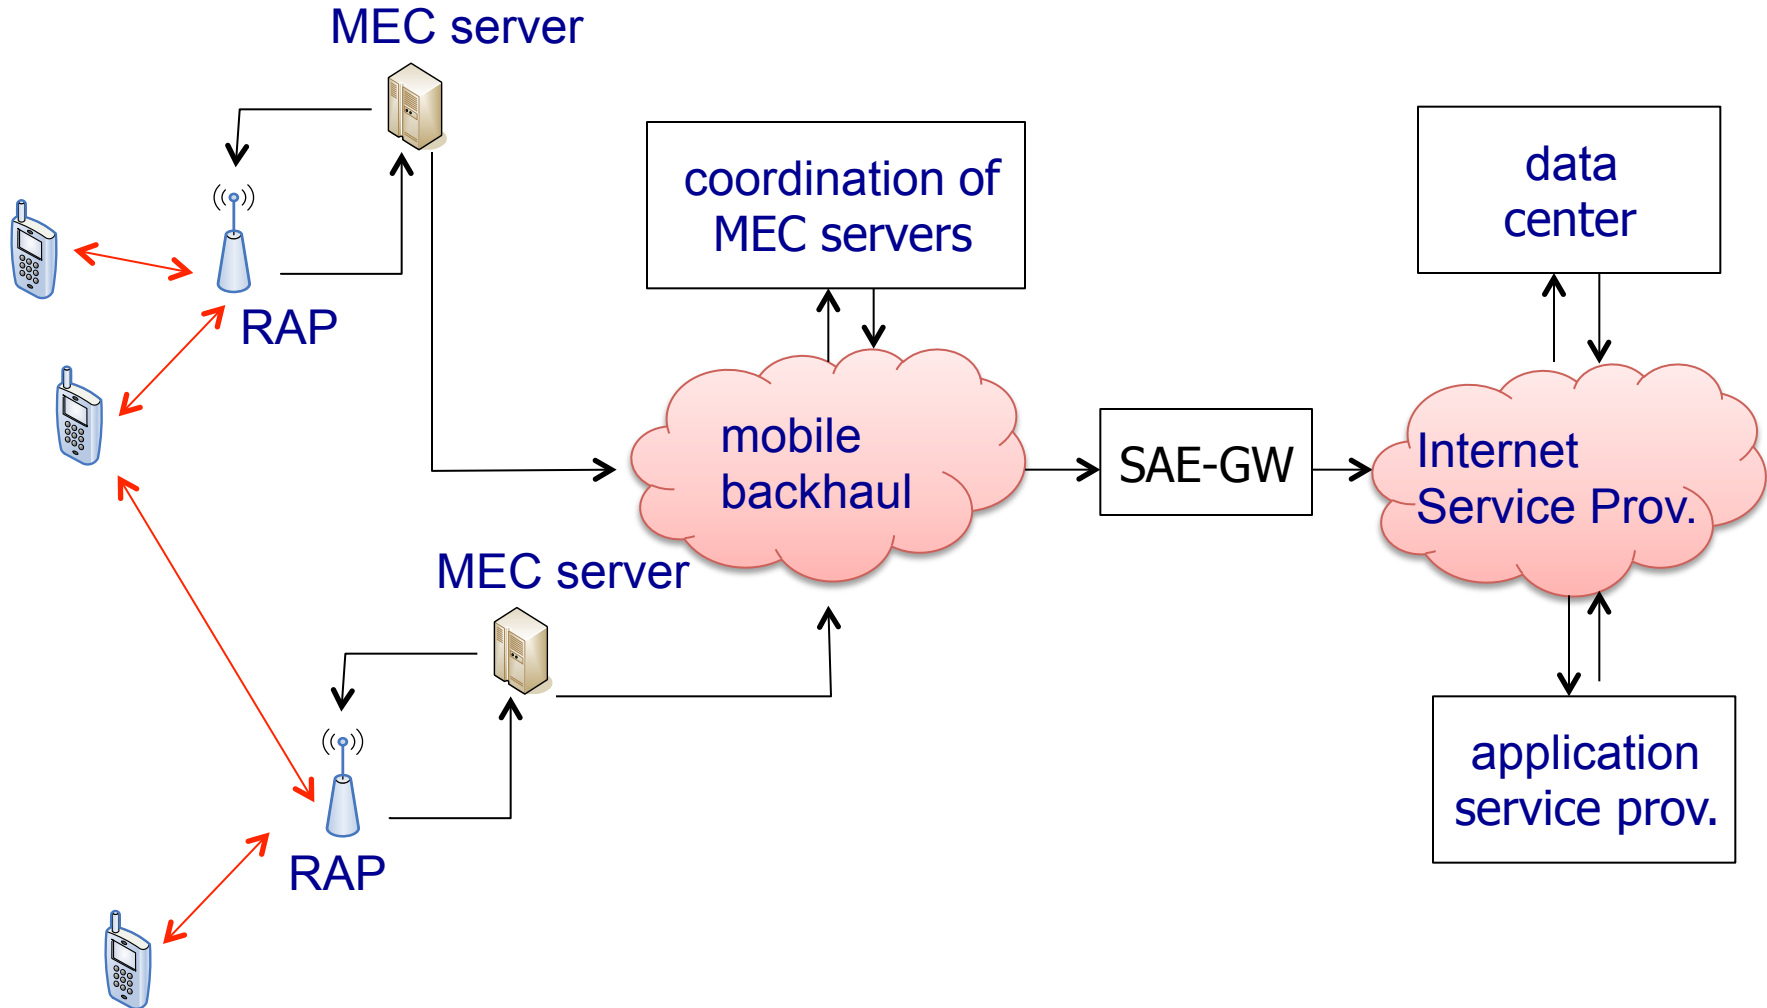 MEC server
RAP
coordination of
MEC servers
data
center
mobile
backhaul
SAE-GW
Internet
Service Prov.
MEC server
RAP
application
service prov.